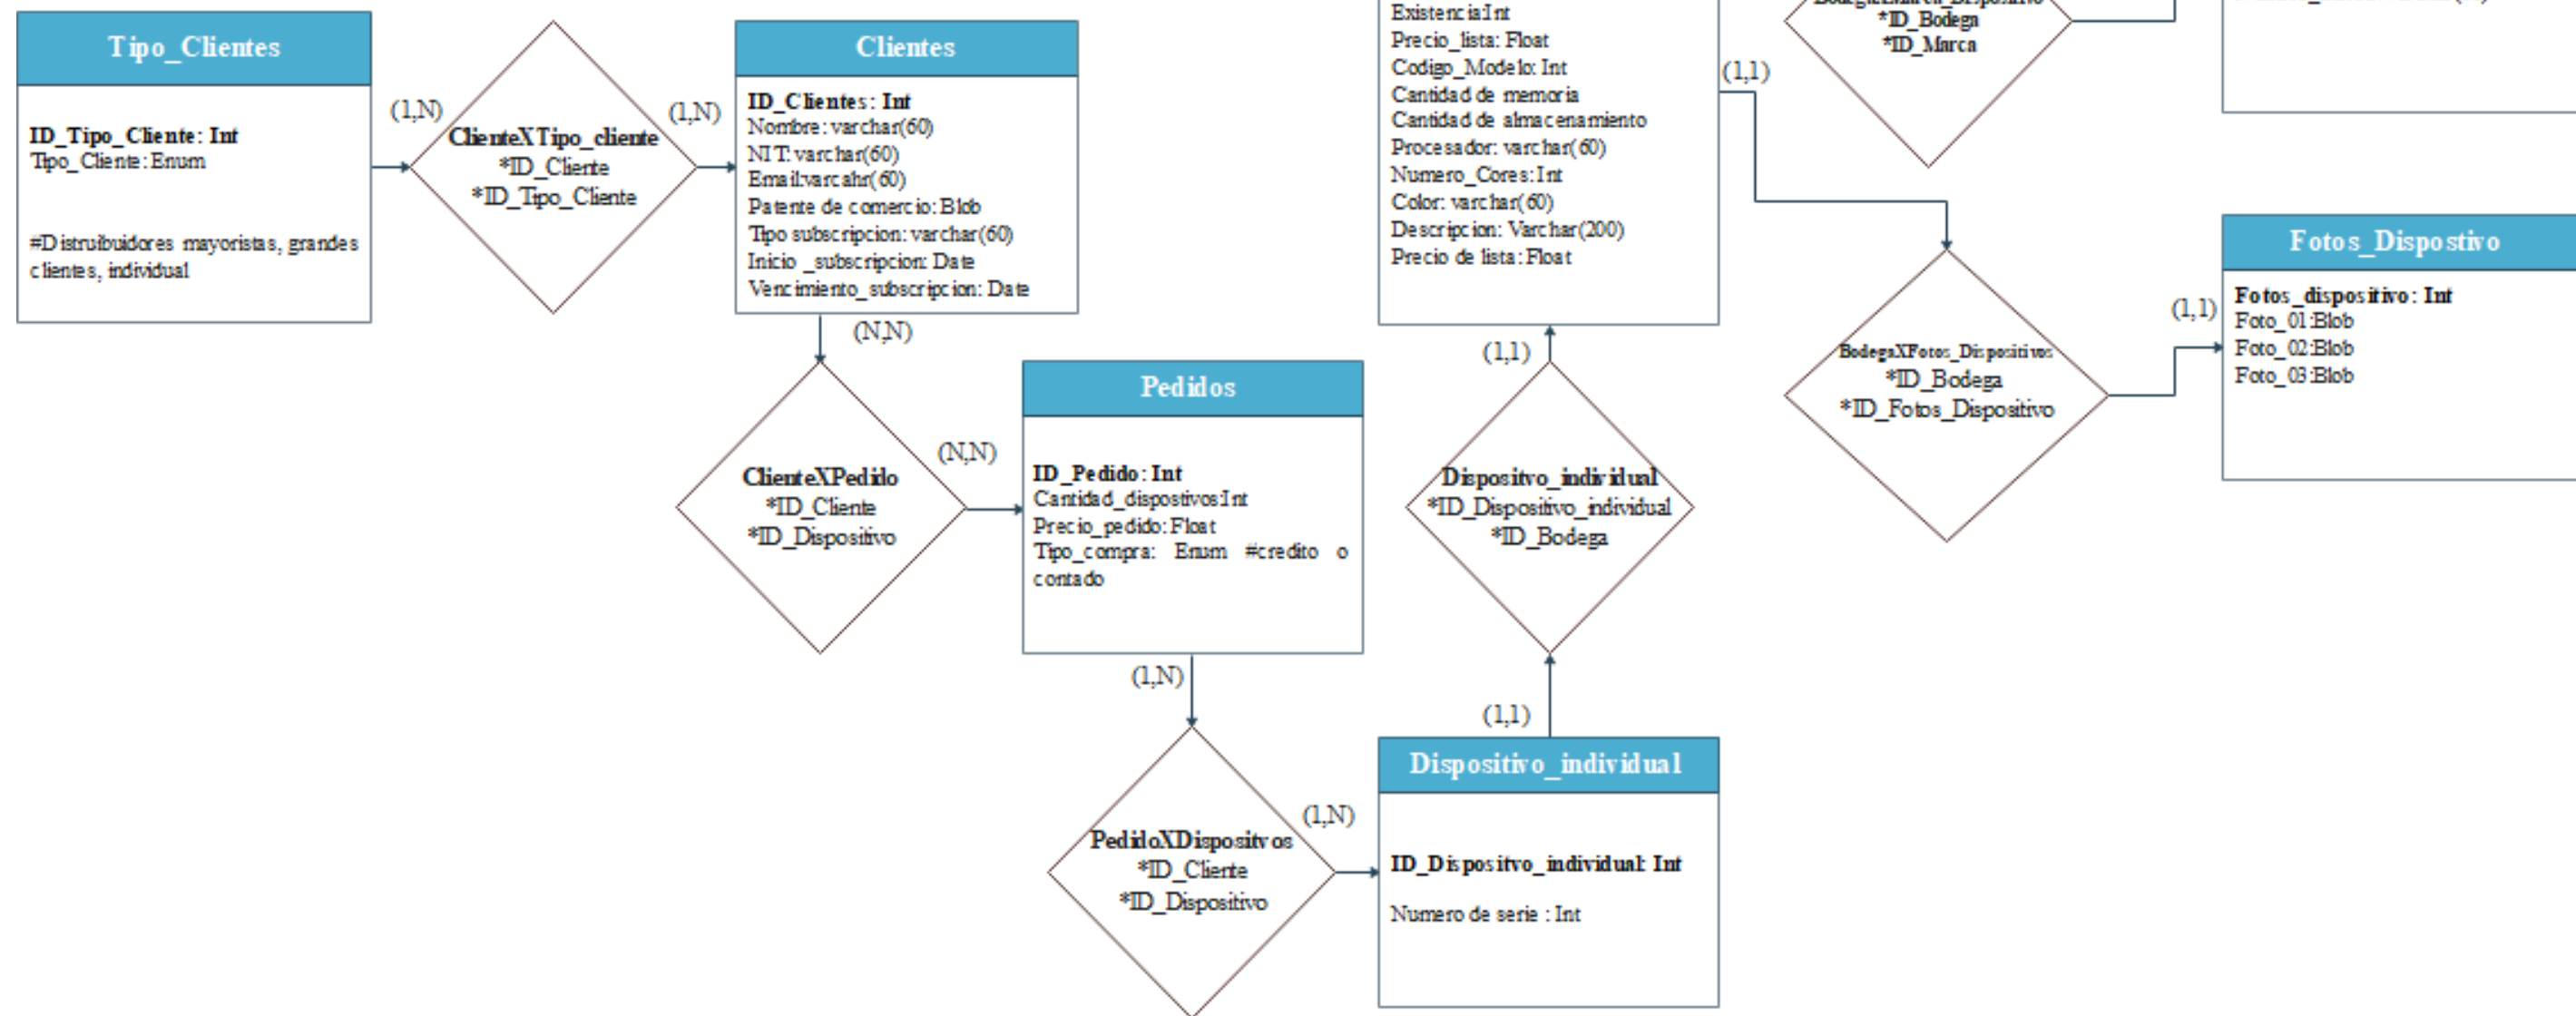 Tipo_Clientes
ID_Tipo_Cliente: Int
Tipo_Cliente: Enum
#Distruibuidores mayoristas, grandes
clientes, individual
(1,N)
ClienteXTipo_cliente
*ID_Cliente
*ID_Tipo_Cliente
(1,N)
Clientes
ID_Clientes: Int
Nombre: varchar(60)
NIT: varchar(60)
Email:varcahr(60)
Patente de comercio: Blob
Tipo subscripcion: varchar(60)
Inicio _subscripcion: Date
Vencimiento_subscripcion: Date
(N,N)
ClienteXPedido
*ID_Cliente
*ID_Dispositivo
(N,N)
Pedidos
ID_Pedido: Int
Cantidad_dispostivos:Int
Precio_pedido: Float
Tipo_compra: Enum #credito o
contado
(1,N)
PedidoXDispositvos
*ID_Cliente
*ID_Dispositivo
(1,N)
Dispositivo_individual
ID_Dispositvo_individual: Int
Numero de serie : Int
(1,1)
Dispositvo_individual
*ID_Dispositivo_individual
*ID_Bodega
(1,1)
Existencia:Int
Precio_lista: Float
Codigo_Modelo: Int
Cantidad de memoria
Cantidad de almacenamiento
Procesador: varchar(60)
Numero_Cores: Int
Color: varchar(60)
Descripcion: Varchar(200)
Precio de lista: Float
(1,1)
*ID_Bodega
*ID_Marca
BodegaXFotos_Dispositivos
*ID_Bodega
*ID_Fotos_Dispositivo
(1,1)
Fotos_Dispostivo
Fotos_dispositivo: Int
Foto_01:Blob
Foto_02:Blob
Foto_03:Blob